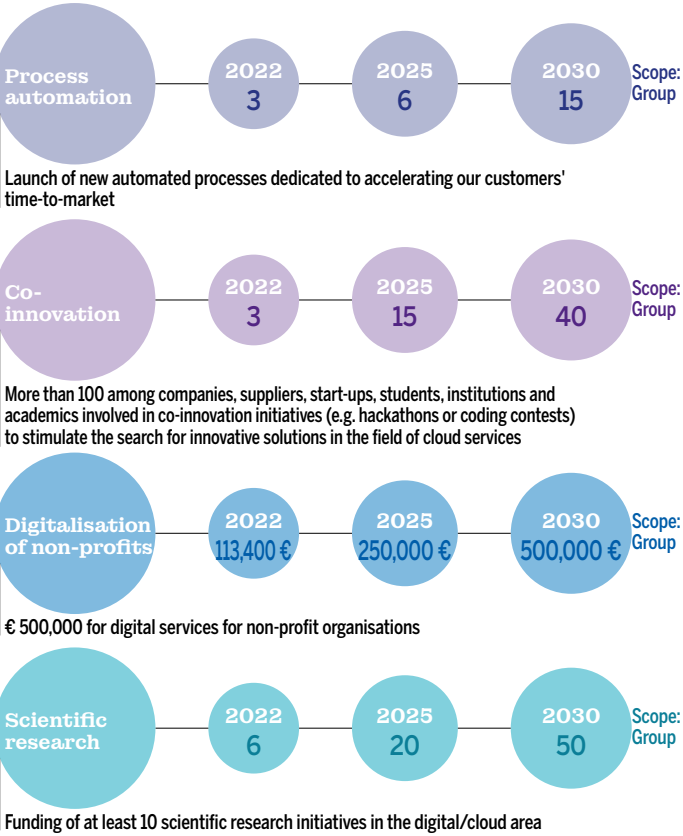 Process
automation
2022
3
2025
6
2030
15
Scope:
Group
Launch of new automated processes dedicated to accelerating our customers'
time-to-market
Co-
innovation
2022
3
2025
15
2030
40
Scope:
Group
More than 100 among companies, suppliers, start-ups, students, institutions and
academics involved in co-innovation initiatives (e.g. hackathons or coding contests)
to stimulate the search for innovative solutions in the field of cloud services
Digitalisation
of non-profits
2022
113,400 €
2025
250,000 €
2030
500,000 €
Scope:
Group
€ 500,000 for digital services for non-profit organisations
Scientific
research
2022
6
2025
20
2030
50
Scope:
Group
Funding of at least 10 scientific research initiatives in the digital/cloud area